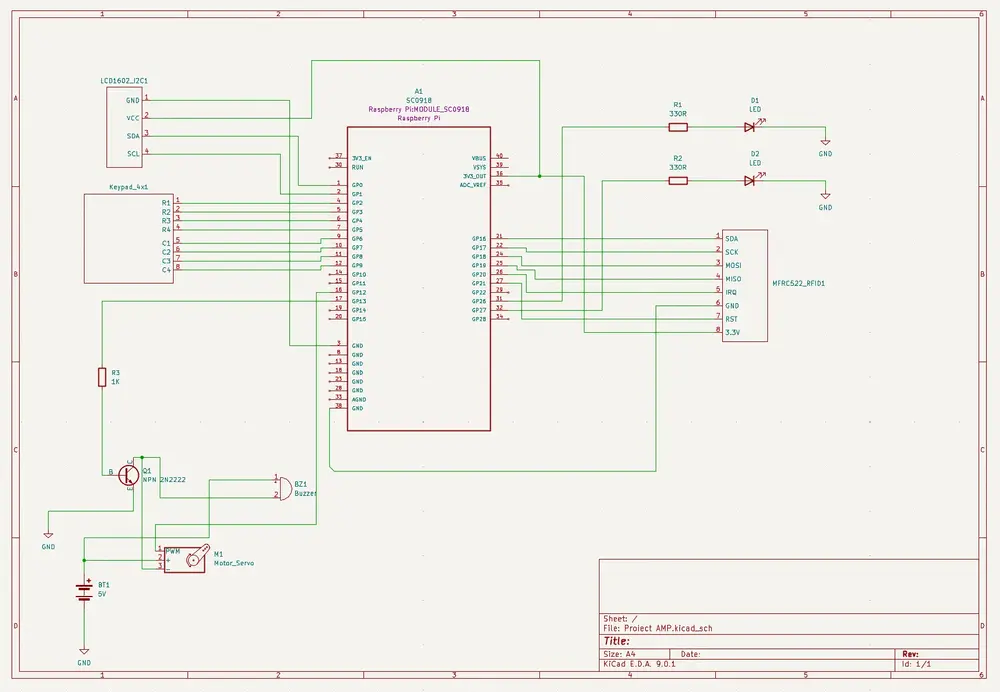 1 2 3 4 5 6
A
B
C
D
LCD1602_I2C1
GND 1
VCC 2
SDA 3
SCL 4
Keypad_4x1
R1 1
R2 2
R3 3
R4 4
C1 5
C2 6
C3 7
C4 8
A1
SC0918
Raspberry Pi:MODULE_SC0918
Raspberry Pi
37 3V3_EN
30 RUN
1 GP0
2 GP1
4 GP2
5 GP3
6 GP4
7 GP5
9 GP6
10 GP7
11 GP8
12 GP9
14 GP10
15 GP11
16 GP12
17 GP13
19 GP14
20 GP15
3 GND
8 GND
13 GND
18 GND
23 GND
28 GND
33 AGND
38 GND
VBUS 40
VSYS 39
3V3_OUT 36
ADC_VREF 35
GP16 21
GP17 22
GP18 24
GP19 25
GP20 26
GP21 27
GP22 29
GP26 31
GP27 32
GP28 34
R1
330R
D1
LED
GND
R2
330R
D2
LED
GND
1 SDA
2 SCK
3 MOSI
4 MISO
5 IRQ
6 GND
7 RST
8 3.3V
MFRC522_RFID1
R3
1K
B
C
E
Q1
NPN 2N2222
GND
1
2
BZ1
Buzzer
1 PWM
2 +
3 -
M1
Motor_Servo
+
BT1
5V
GND
Sheet: /
File: Project AMP.kicad_sch
Title:
Size: A4 Date: Rev:
KiCad E.D.A. 9.0.1 Id: 1/1
A
B
C
D
1 2 3 4 5 6